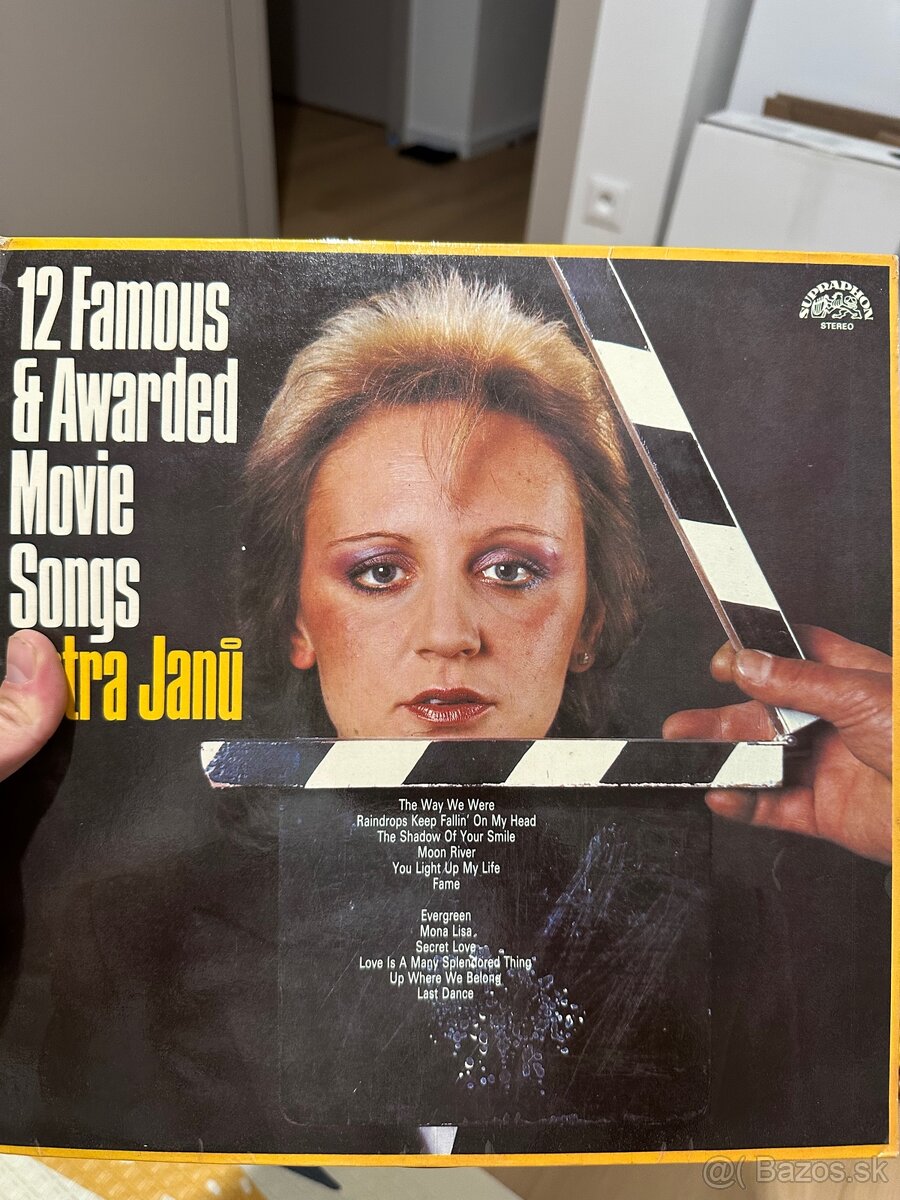 12 Famous
& Awarded
Movie
Songs
tra Janů
SUPRAPHON
STEREO
The Way We Were
Raindrops Keep Fallin' On My Head
The Shadow Of Your Smile
Moon River
You Light Up My Life
Fame
Evergreen
Mona Lisa
Secret Love
Love Is A Many Splendored Thing
Up Where We Belong
Last Dance
@( Bazos.sk